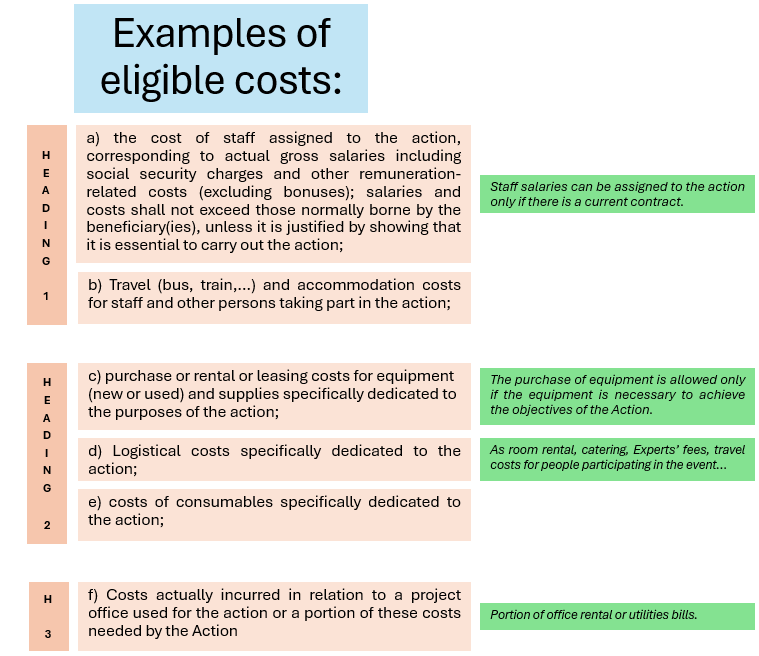 Examples of
eligible costs:
H
E
A
D
I
N
G
1
a) the cost of staff assigned to the action,
corresponding to actual gross salaries including
social security charges and other remuneration-
related costs (excluding bonuses); salaries and
costs shall not exceed those normally borne by the
beneficiary(ies), unless it is justified by showing that
it is essential to carry out the action;
Staff salaries can be assigned to the action
only if there is a current contract.
b) Travel (bus, train,...) and accommodation costs
for staff and other persons taking part in the action;
H
E
A
D
I
N
G
2
c) purchase or rental or leasing costs for equipment
(new or used) and supplies specifically dedicated to
the purposes of the action;
The purchase of equipment is allowed only
if the equipment is necessary to achieve
the objectives of the Action.
d) Logistical costs specifically dedicated to the
action;
As room rental, catering, Experts’ fees, travel
costs for people participating in the event...
e) costs of consumables specifically dedicated to
the action;
H
3
f) Costs actually incurred in relation to a project
office used for the action or a portion of these costs
needed by the Action
Portion of office rental or utilities bills.